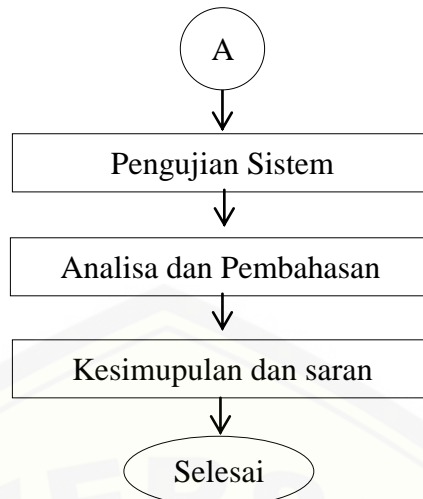 A
Pengujian Sistem
Analisa dan Pembahasan
Kesimupulan dan saran
Selesai